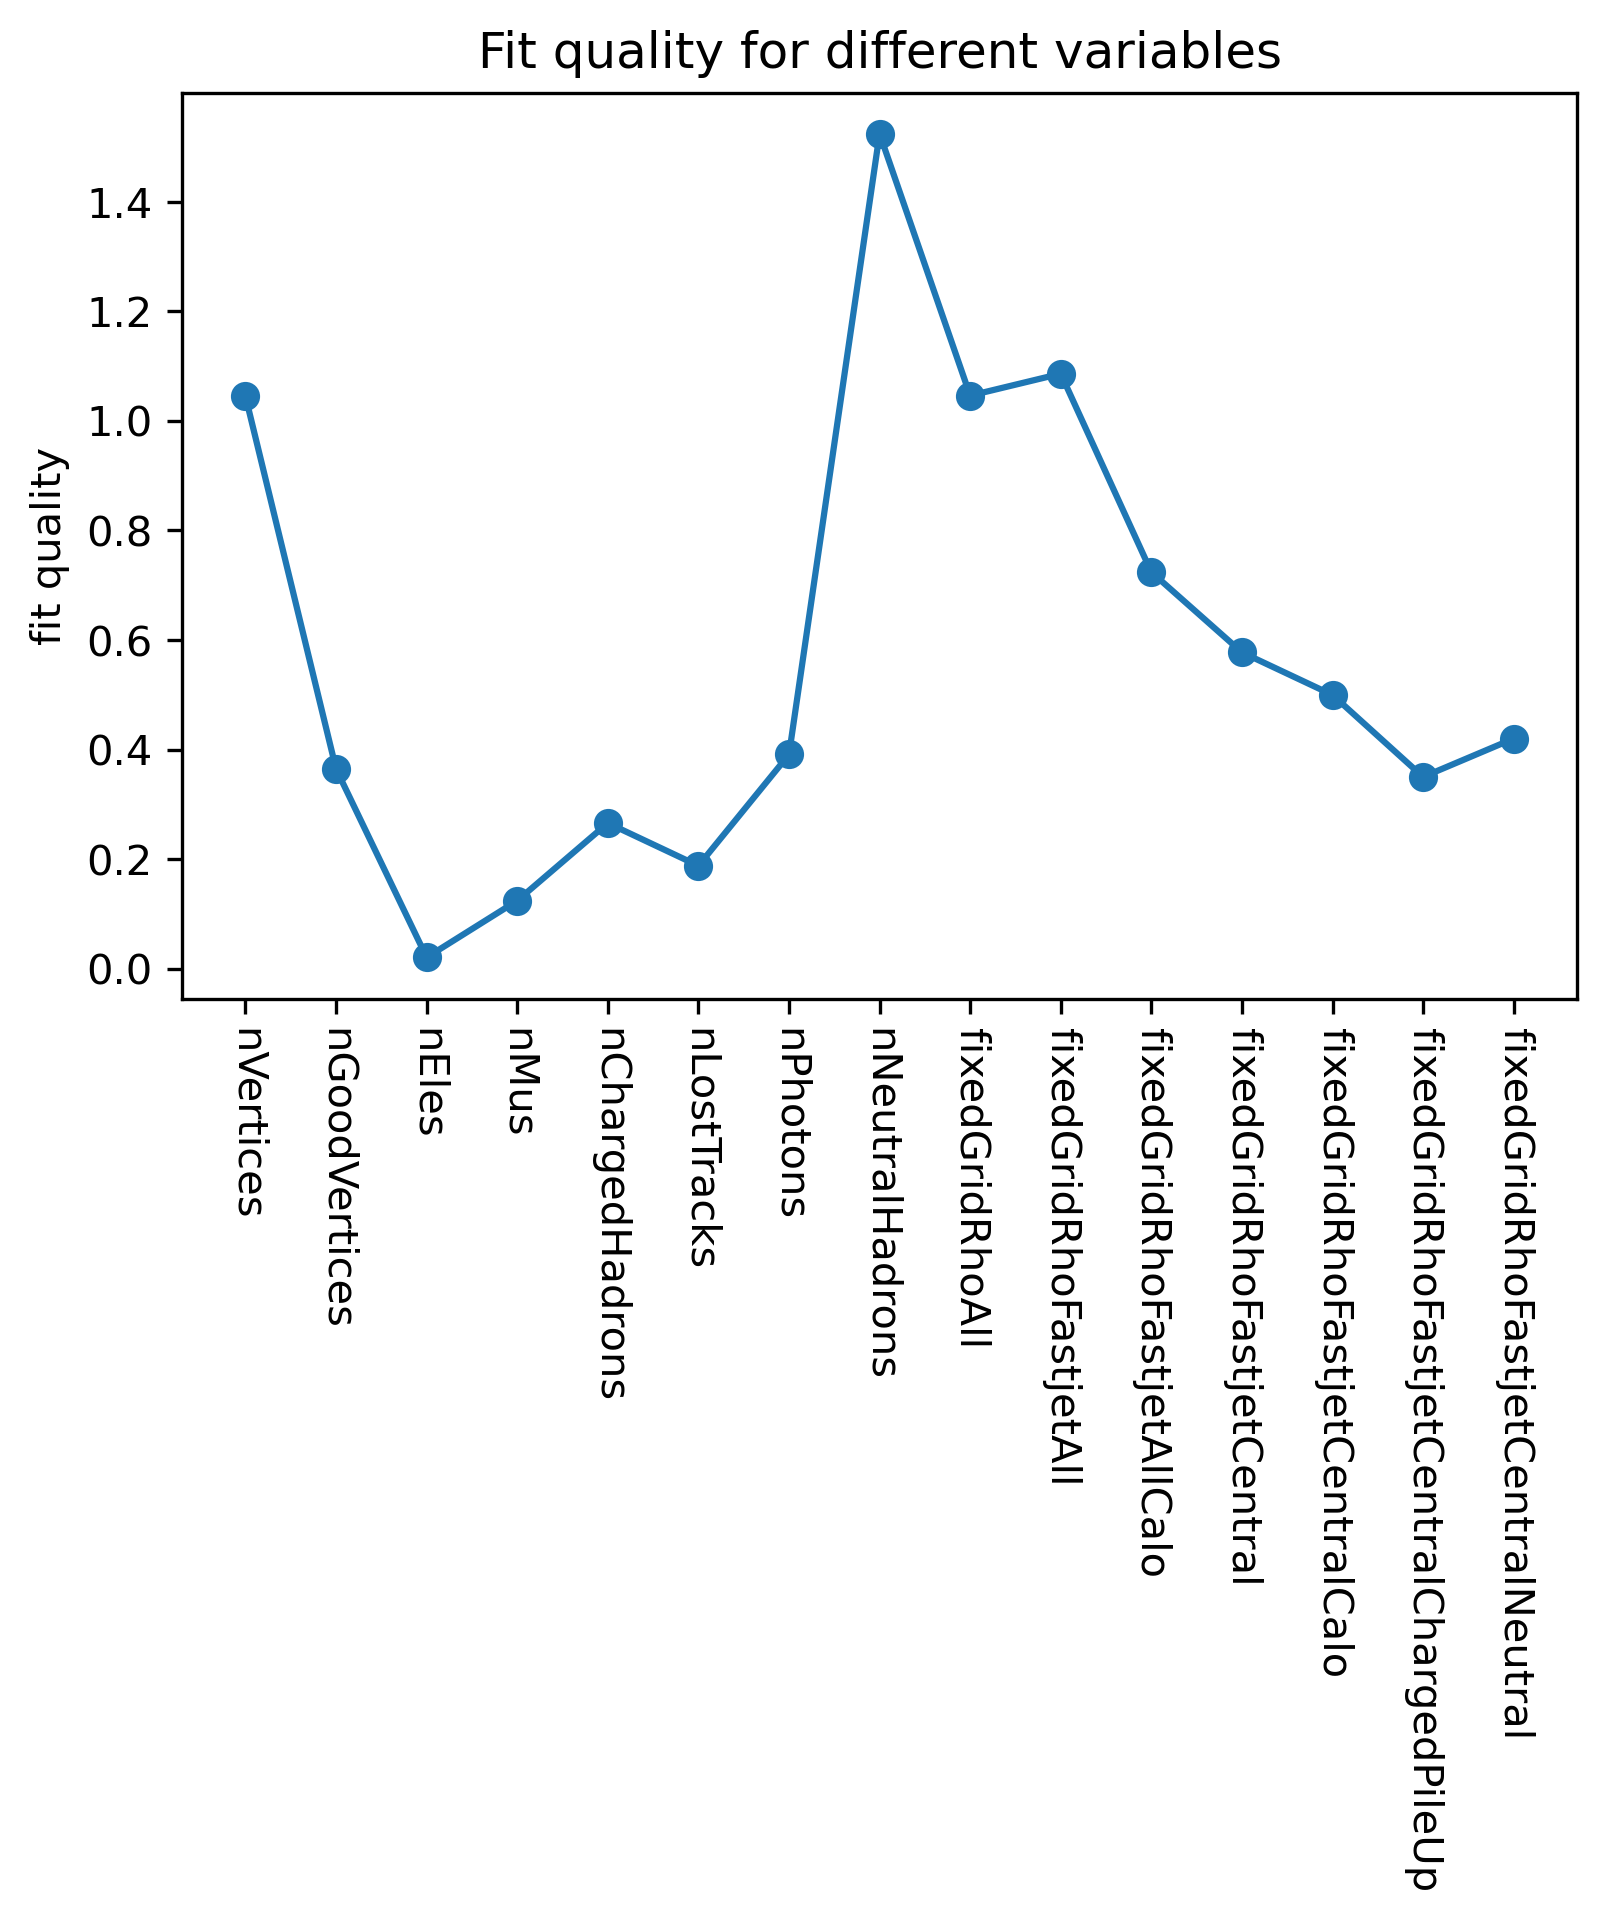 Fit quality for different variables
fit quality
1.4
1.2
1.0
0.8
0.6
0.4
0.2
0.0
nVertices
nGoodVertices
nEles
nMus
nChargedHadrons
nLostTracks
nPhotons
nNeutralHadrons
fixedGridRhoAll
fixedGridRhoFastjetAll
fixedGridRhoFastjetAllCalo
fixedGridRhoFastjetCentral
fixedGridRhoFastjetCentralCalo
fixedGridRhoFastjetCentralChargedPileUp
fixedGridRhoFastjetCentralNeutral